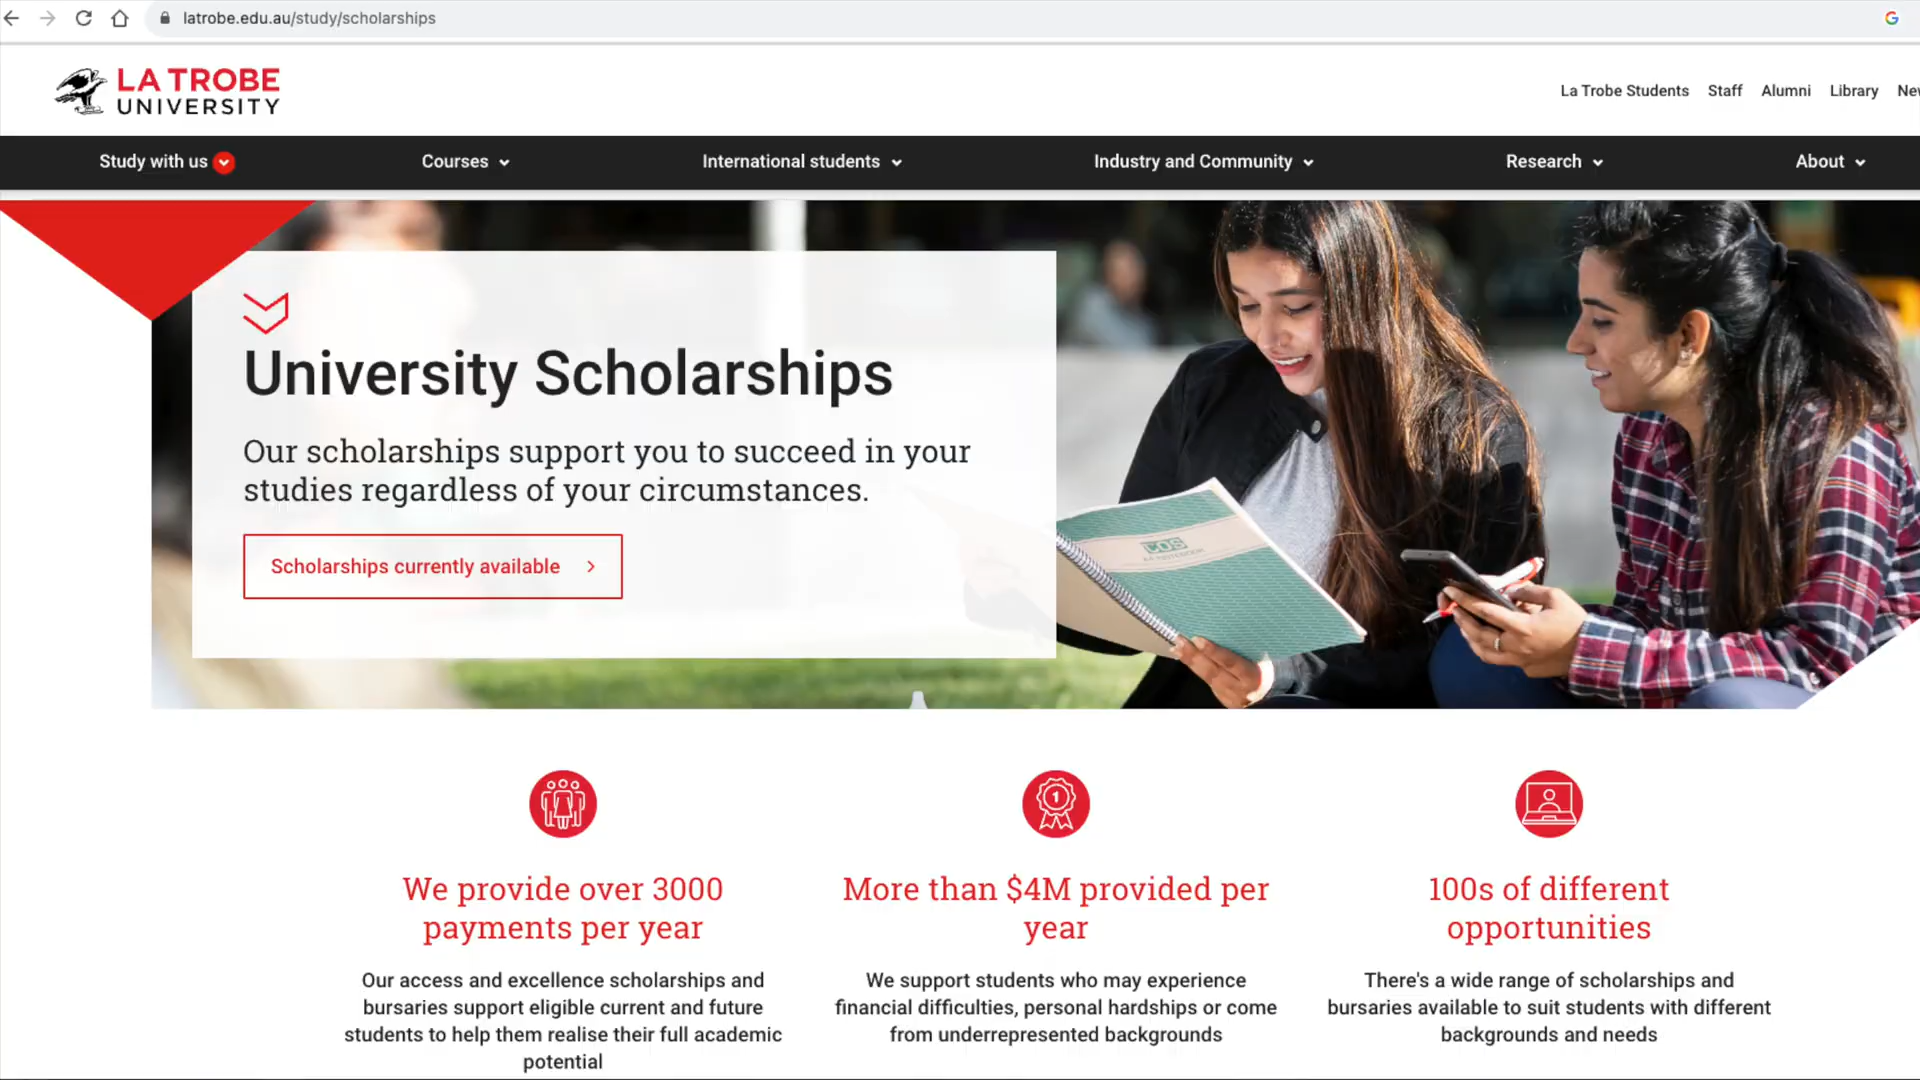 latrobe.edu.au/study/scholarships
LA TROBE
UNIVERSITY
La Trobe Students Staff Alumni Library
Study with us Courses International students Industry and Community Research About
University Scholarships
Our scholarships support you to succeed in your
studies regardless of your circumstances.
Scholarships currently available
COS
A4 NOTEBOOK
1
We provide over 3000
payments per year
Our access and excellence scholarships and
bursaries support eligible current and future
students to help them realise their full academic
potential
More than $4M provided per
year
We support students who may experience
financial difficulties, personal hardships or come
from underrepresented backgrounds
100s of different
opportunities
There's a wide range of scholarships and
bursaries available to suit students with different
backgrounds and needs